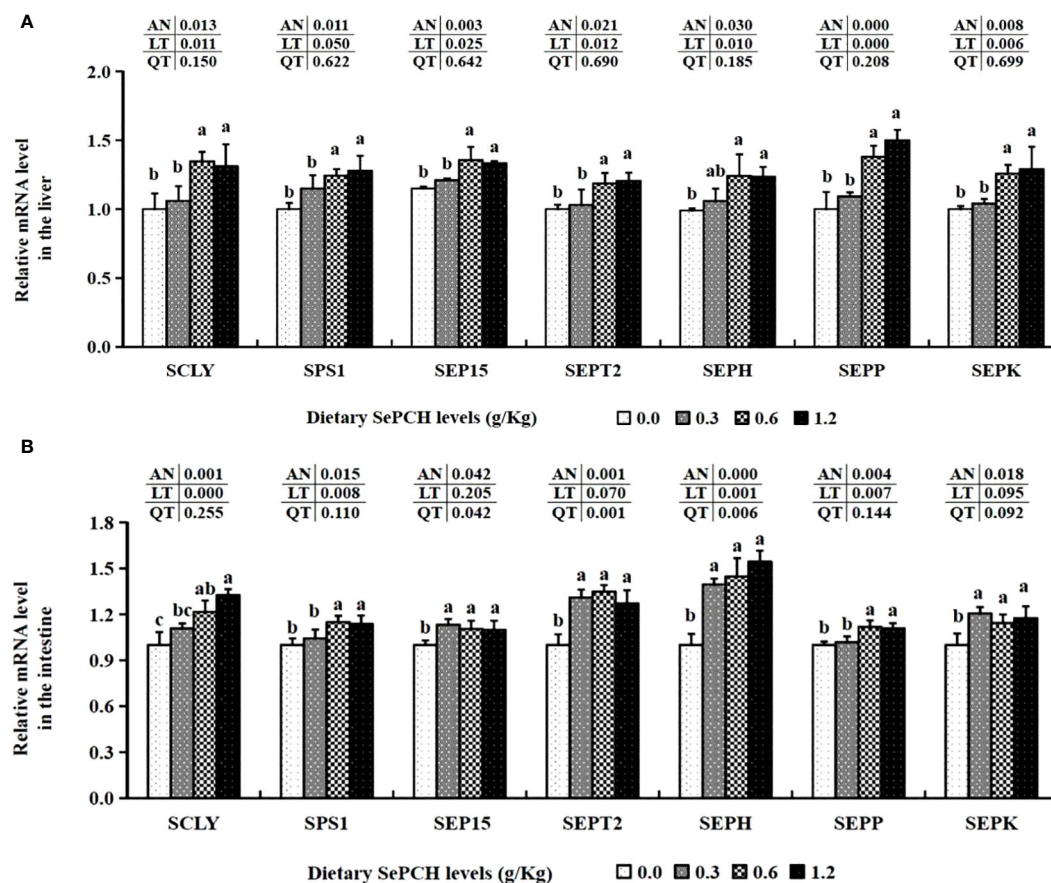 A
AN 0.013 AN 0.011 AN 0.003 AN 0.021 AN 0.030 AN 0.000 AN 0.008
LT 0.011 LT 0.050 LT 0.025 LT 0.012 LT 0.010 LT 0.000 LT 0.006
QT 0.150 QT 0.622 QT 0.642 QT 0.690 QT 0.185 QT 0.208 QT 0.699
Relative mRNA level
in the liver
2.0
1.5
1.0
0.5
0.0
b b a a b b a a b b a a b b a a b ab a a b b a a b b a a
SCLY SPS1 SEP15 SEPT2 SEPH SEPP SEPK
Dietary SePCH levels (g/Kg) 0.0 0.3 0.6 1.2
B
AN 0.001 AN 0.015 AN 0.042 AN 0.001 AN 0.000 AN 0.004 AN 0.018
LT 0.000 LT 0.008 LT 0.205 LT 0.070 LT 0.001 LT 0.007 LT 0.095
QT 0.255 QT 0.110 QT 0.042 QT 0.001 QT 0.006 QT 0.144 QT 0.092
Relative mRNA level
in the intestine
1.8
1.5
1.2
0.9
0.6
0.3
0.0
c bc ab a b b a a b a a a b a a a b a a a b b a a b a a a
SCLY SPS1 SEP15 SEPT2 SEPH SEPP SEPK
Dietary SePCH levels (g/Kg) 0.0 0.3 0.6 1.2